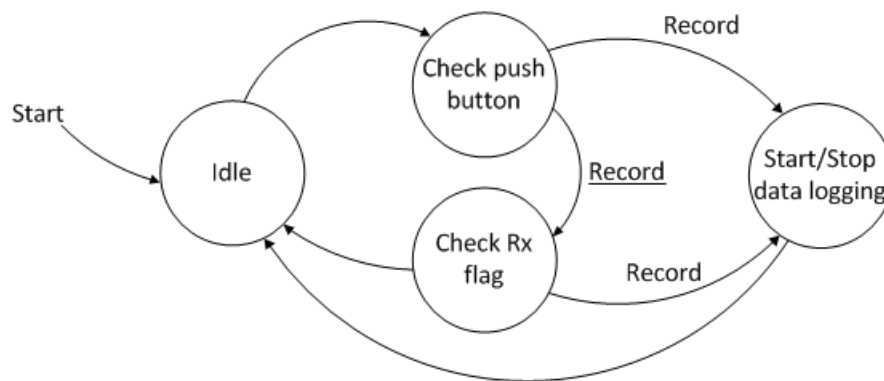 Record
Check push
button
Start
Idle
Record
Start/Stop
data logging
Check Rx
flag
Record